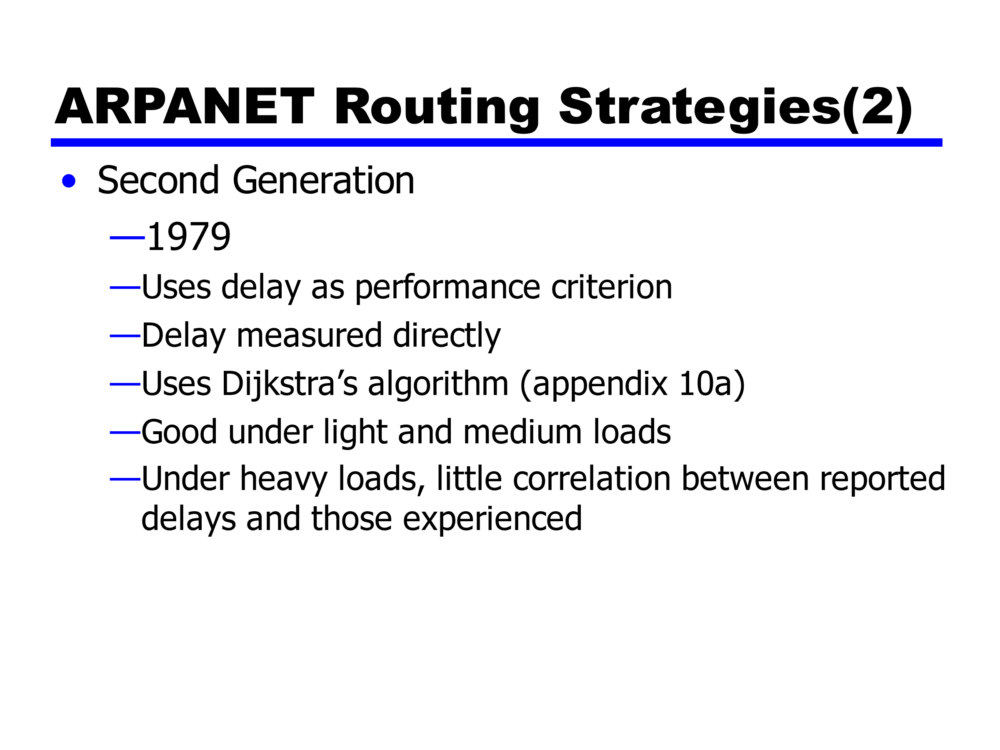 ARPANET Routing Strategies(2)
• Second Generation
—1979
—Uses delay as performance criterion
—Delay measured directly
—Uses Dijkstra’s algorithm (appendix 10a)
—Good under light and medium loads
—Under heavy loads, little correlation between reported
delays and those experienced